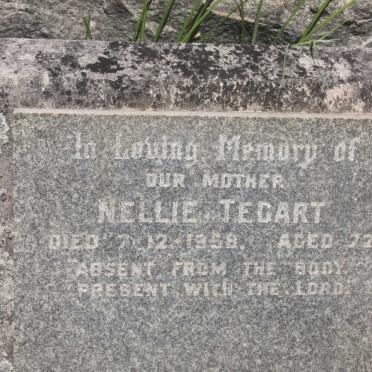 In Loving Memory of
OUR MOTHER
NELLIE TEGART
DIED 7-12-1958. AGED 72
"ABSENT FROM THE BODY,
PRESENT WITH THE LORD."